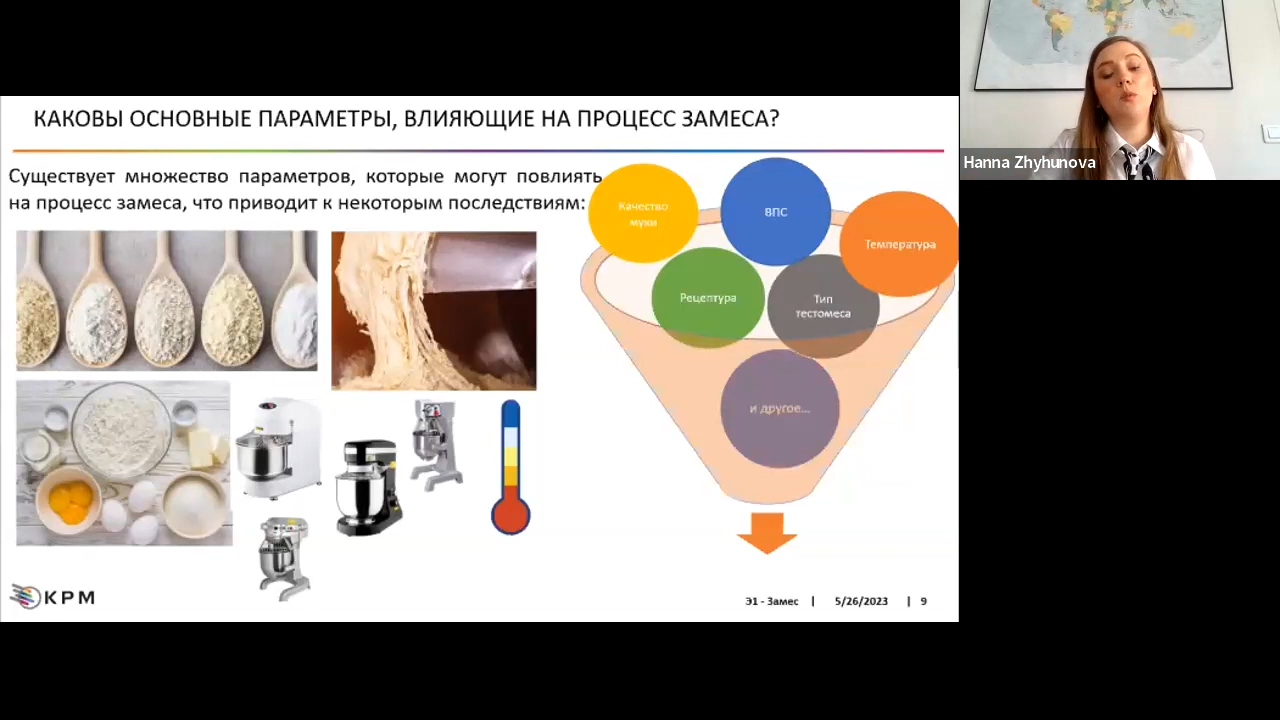 КАКОВЫ ОСНОВНЫЕ ПАРАМЕТРЫ, ВЛИЯЮЩИЕ НА ПРОЦЕСС ЗАМЕСА?
Hanna Zhyhunova
Существует множество параметров, которые могут повлиять
на процесс замеса, что приводит к некоторым последствиям:
Качество
муки
ВПС
Температура
Рецептура
Тип
тестомеса
и другое...
KPM
Э1 - Замес | 5/26/2023 | 9